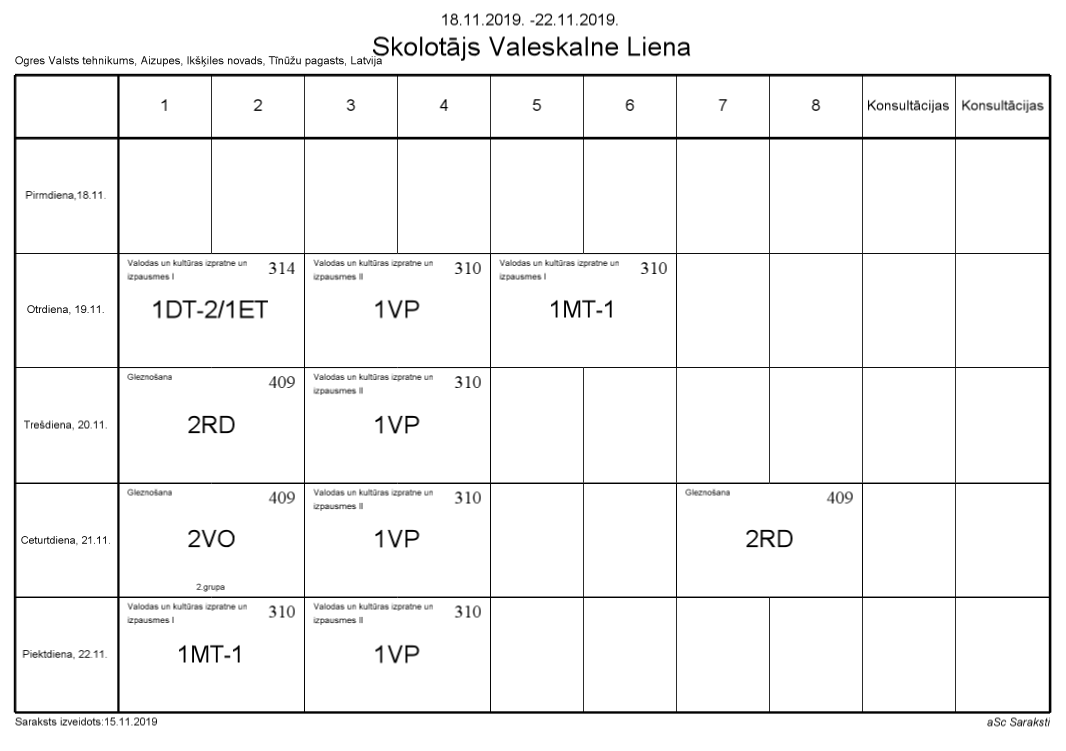 18.11.2019. -22.11.2019.
Skolotājs Valeskalne Liena
Ogres Valsts tehnikums, Aizupes, Ikšķiles novads, Tīnūžu pagasts, Latvija
1 2 3 4 5 6 7 8 Konsultācijas Konsultācijas
Pirmdiena,18.11.
Otrdiena, 19.11.
Valodas un kultūras izpratne un
izpausmes I
314
1DT-2/1ET
Valodas un kultūras izpratne un
izpausmes II
310
1VP
Valodas un kultūras izpratne un
izpausmes I
310
1MT-1
Trešdiena, 20.11.
Gleznošana
409
2RD
Valodas un kultūras izpratne un
izpausmes II
310
1VP
Ceturtdiena, 21.11.
Gleznošana
409
2VO
2.grupa
Valodas un kultūras izpratne un
izpausmes II
310
1VP
Gleznošana
409
2RD
Piektdiena, 22.11.
Valodas un kultūras izpratne un
izpausmes I
310
1MT-1
Valodas un kultūras izpratne un
izpausmes II
310
1VP
Saraksts izveidots:15.11.2019
aSc Saraksti